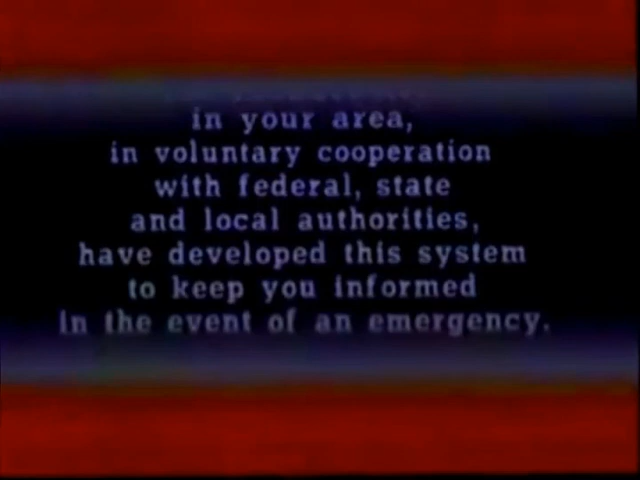 in your area,
in voluntary cooperation
with federal, state
and local authorities,
have developed this system
to keep you informed
in the event of an emergency.